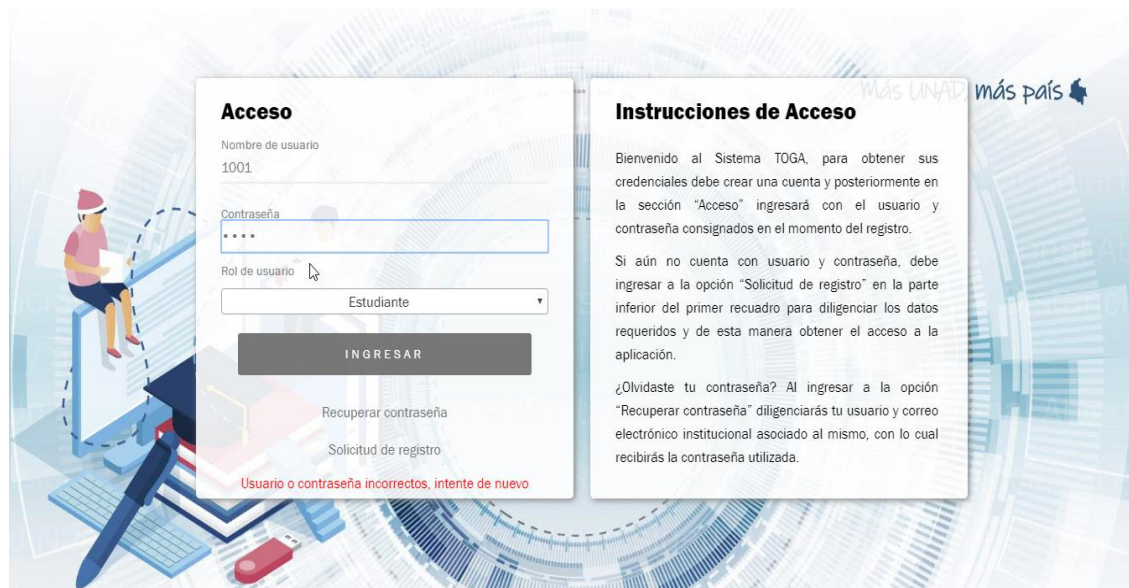 Más UNAD, más país
Acceso
Nombre de usuario
1001
Contraseña
••••
Rol de usuario
Estudiante
INGRESAR
Recuperar contraseña
Solicitud de registro
Usuario o contraseña incorrectos, intente de nuevo
Instrucciones de Acceso
Bienvenido al Sistema TOGA, para obtener sus
credenciales debe crear una cuenta y posteriormente en
la sección “Acceso” ingresará con el usuario y
contraseña consignados en el momento del registro.
Si aún no cuenta con usuario y contraseña, debe
ingresar a la opción “Solicitud de registro” en la parte
inferior del primer recuadro para diligenciar los datos
requeridos y de esta manera obtener el acceso a la
aplicación.
¿Olvidaste tu contraseña? Al ingresar a la opción
“Recuperar contraseña” diligenciarás tu usuario y correo
electrónico institucional asociado al mismo, con lo cual
recibirás la contraseña utilizada.